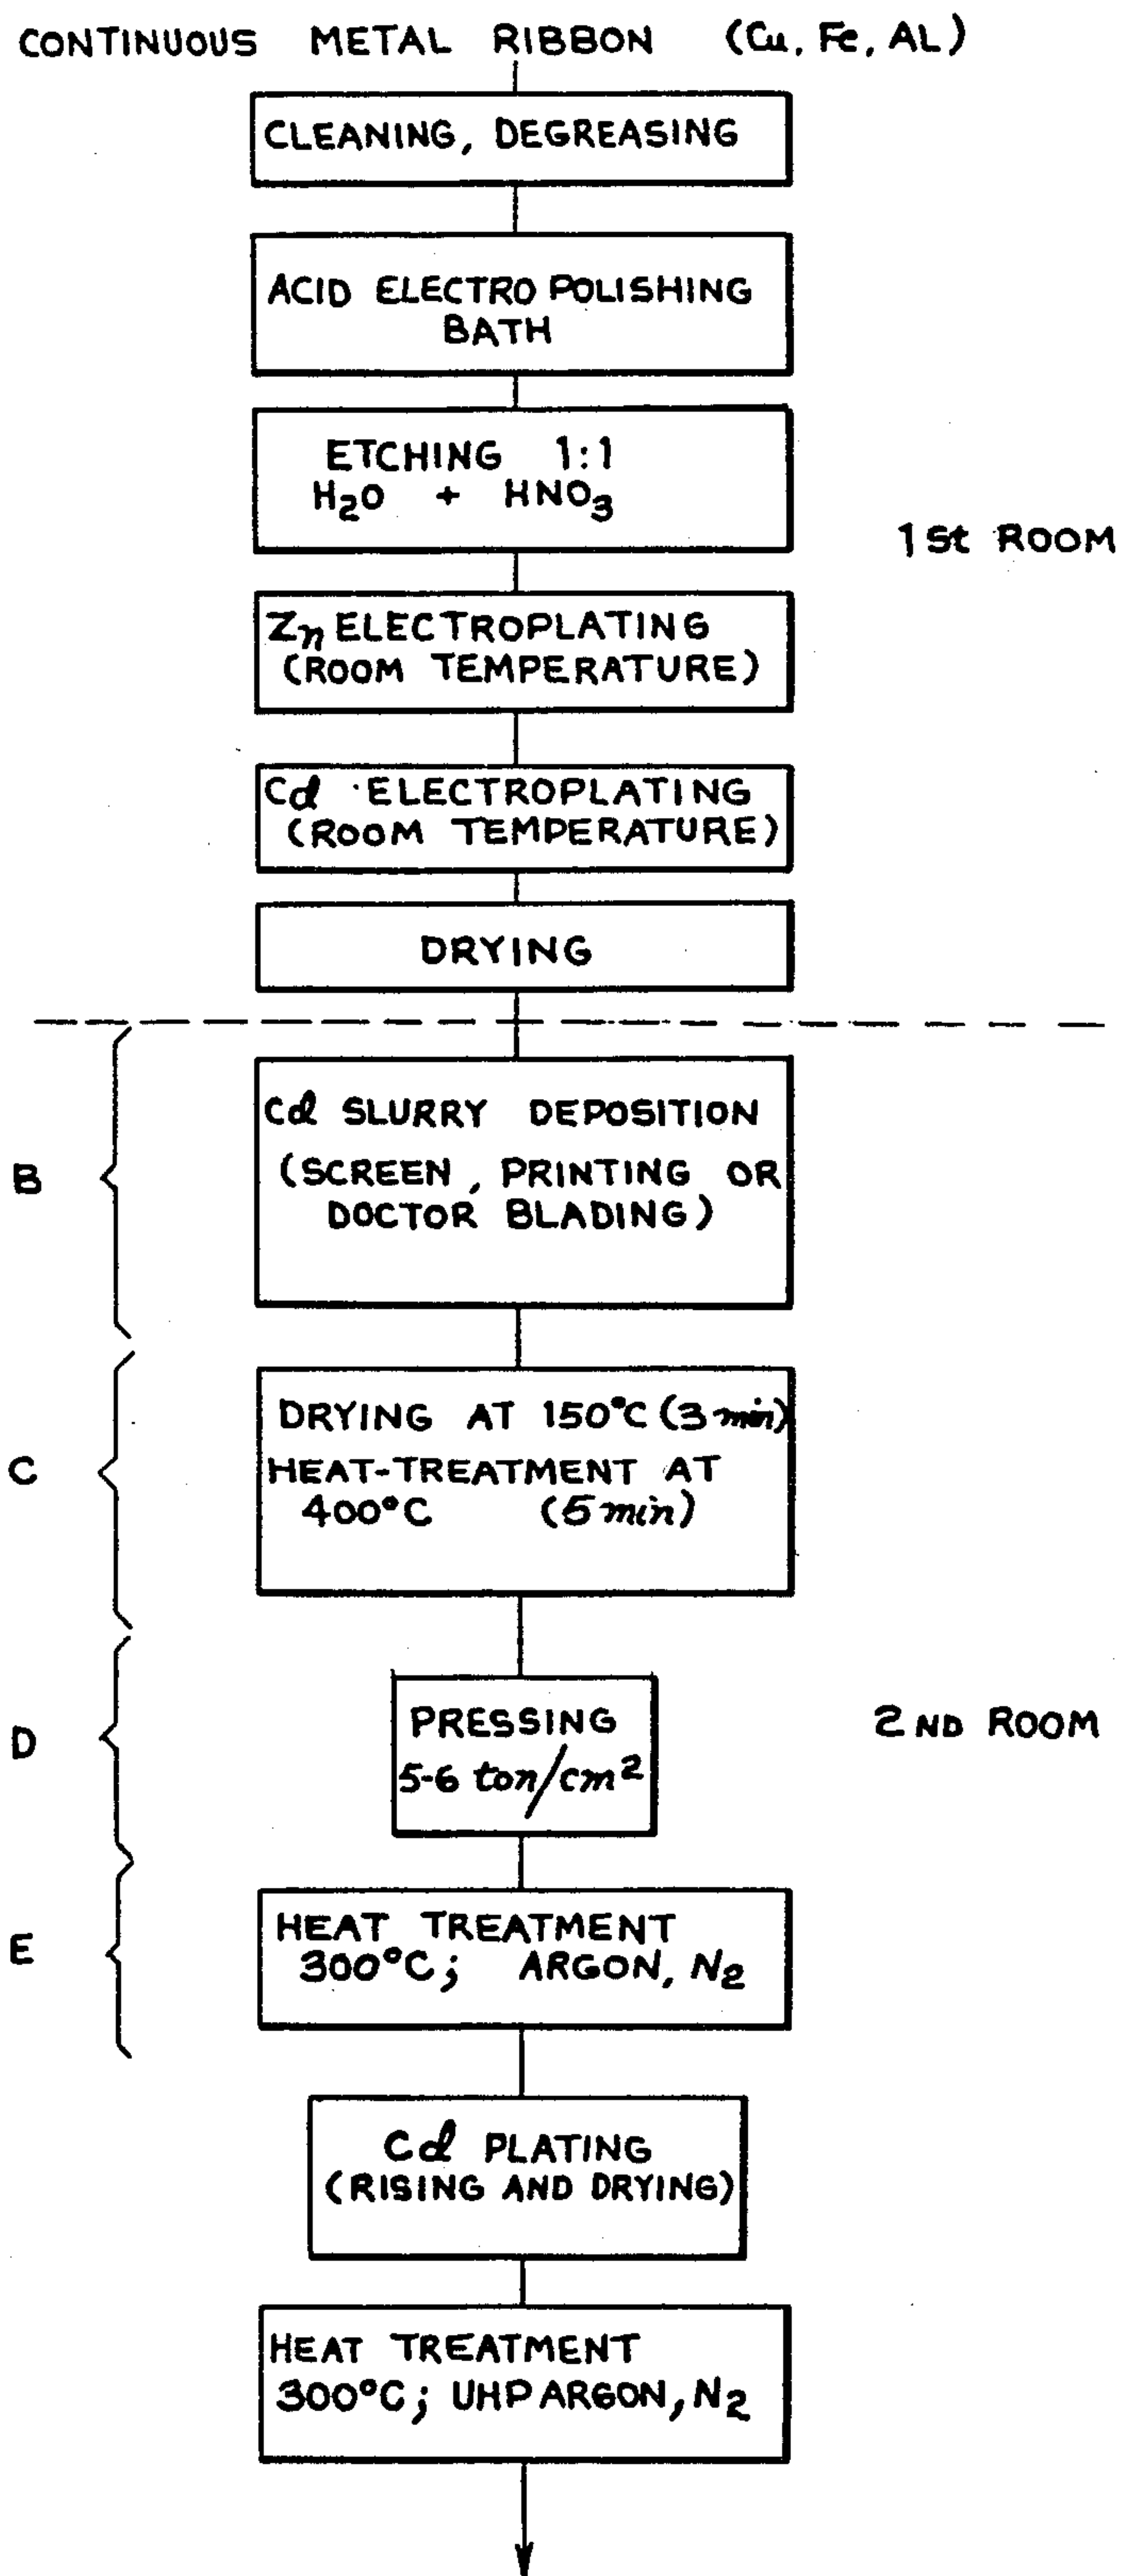 CONTINUOUS METAL RIBBON (Cu, Fe, AL)
CLEANING, DEGREASING
ACID ELECTRO POLISHING
BATH
ETCHING 1:1
H2O + HNO3
1st ROOM
Zn ELECTROPLATING
(ROOM TEMPERATURE)
Cd ELECTROPLATING
(ROOM TEMPERATURE)
DRYING
B
Cd SLURRY DEPOSITION
(SCREEN, PRINTING OR
DOCTOR BLADING)
C
DRYING AT 150°C (3 min)
HEAT-TREATMENT AT
400°C (5 min)
D
PRESSING
5-6 ton/cm2
2ND ROOM
E
HEAT TREATMENT
300°C; ARGON, N2
Cd PLATING
(RISING AND DRYING)
HEAT TREATMENT
300°C; UHP ARGON, N2